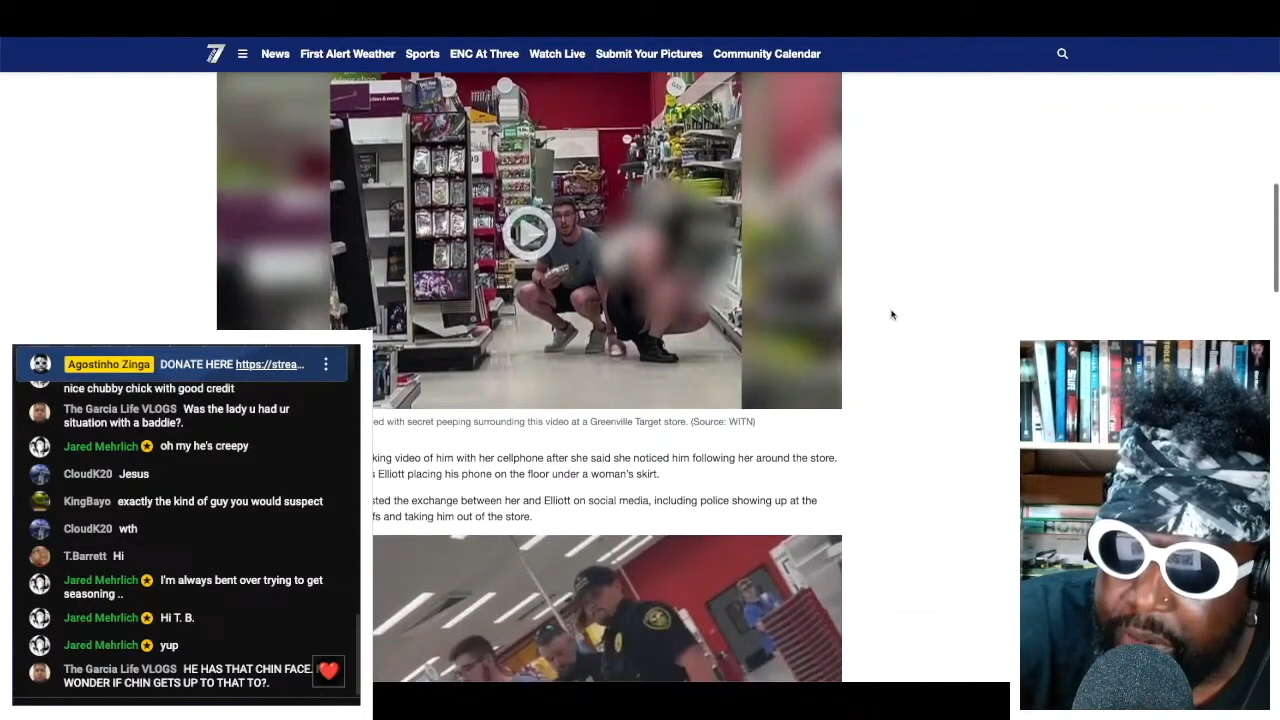 7
News First Alert Weather Sports ENC At Three Watch Live Submit Your Pictures Community Calendar
ed with secret peeping surrounding this video at a Greenville Target store. (Source: WITN)
king video of him with her cellphone after she said she noticed him following her around the store.
s Elliott placing his phone on the floor under a woman's skirt.
sted the exchange between her and Elliott on social media, including police showing up at the
fs and taking him out of the store.
Agostinho Zinga DONATE HERE https://strea...
nice chubby chick with good credit
The Garcia Life VLOGS Was the lady u had ur
situation with a baddie?.
Jared Mehrlich oh my he's creepy
CloudK20 Jesus
KingBayo exactly the kind of guy you would suspect
CloudK20 wth
T.Barrett Hi
Jared Mehrlich I'm always bent over trying to get
seasoning ..
Jared Mehrlich Hi T. B.
Jared Mehrlich yup
The Garcia Life VLOGS HE HAS THAT CHIN FACE.
WONDER IF CHIN GETS UP TO THAT TO?.